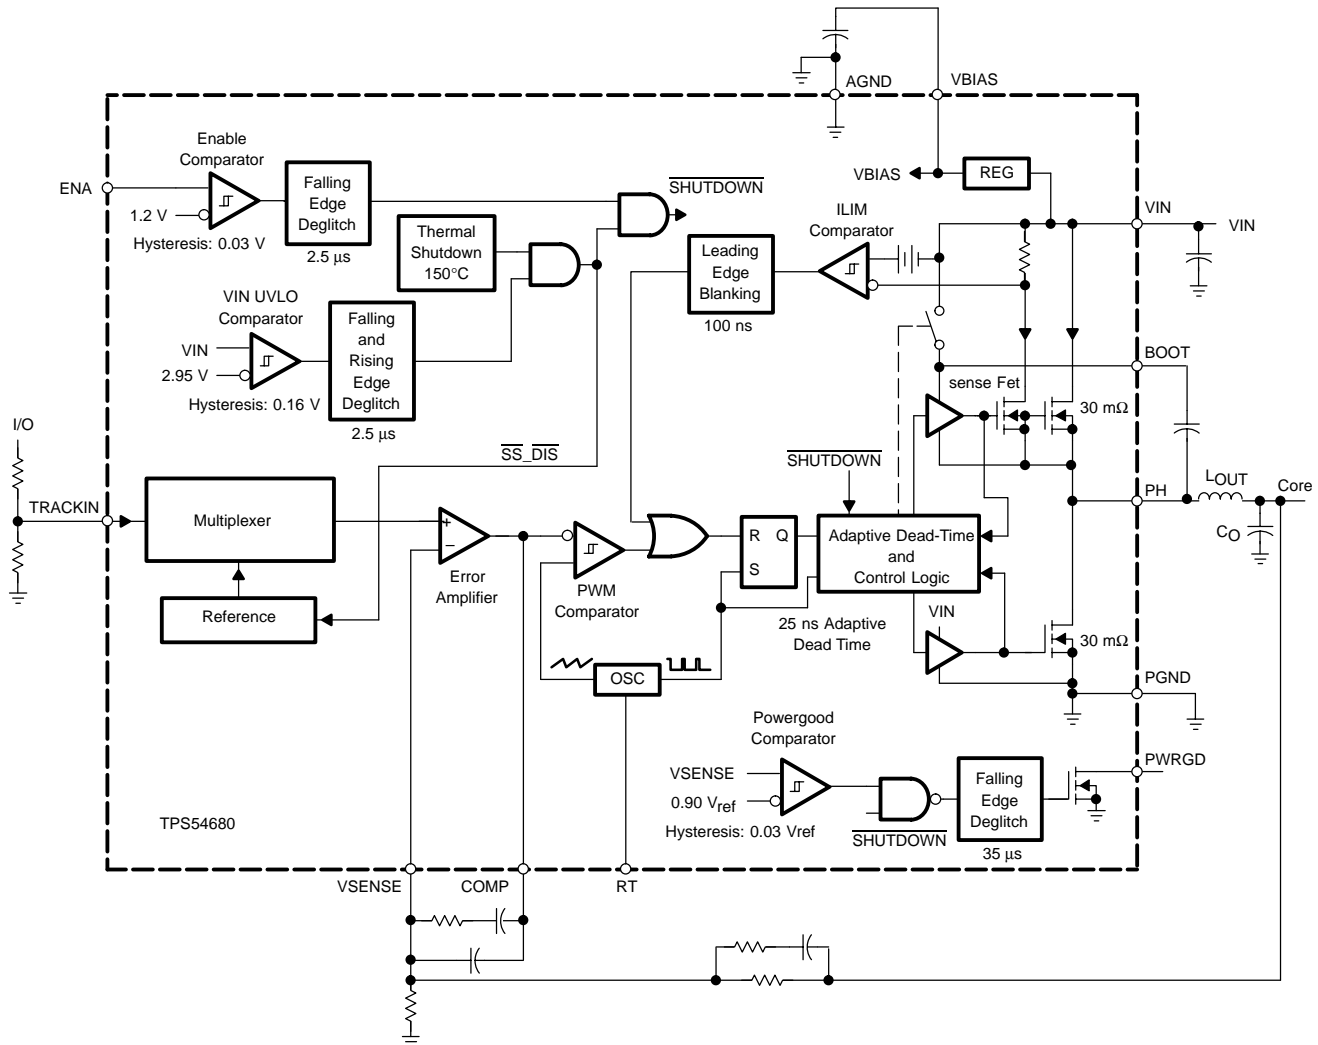 AGND
VBIAS
Enable
Comparator
ENA
1.2 V
Hysteresis: 0.03 V
Falling
Edge
Deglitch
2.5 μs
Thermal
Shutdown
150°C
SHUTDOWN
VBIAS
REG
ILIM
Comparator
Leading
Edge
Blanking
100 ns
VIN
VIN
VIN UVLO
Comparator
VIN
2.95 V
Hysteresis: 0.16 V
Falling
and
Rising
Edge
Deglitch
2.5 μs
BOOT
sense Fet
30 mΩ
I/O
SS_DIS
SHUTDOWN
TRACKIN
Multiplexer
Reference
+
−
Error
Amplifier
PWM
Comparator
R Q
S
Adaptive Dead-Time
and
Control Logic
25 ns Adaptive
Dead Time
VIN
30 mΩ
PH
LOUT
Core
CO
OSC
PGND
Powergood
Comparator
VSENSE
0.90 Vref
Hysteresis: 0.03 Vref
SHUTDOWN
Falling
Edge
Deglitch
35 μs
PWRGD
TPS54680
VSENSE
COMP
RT